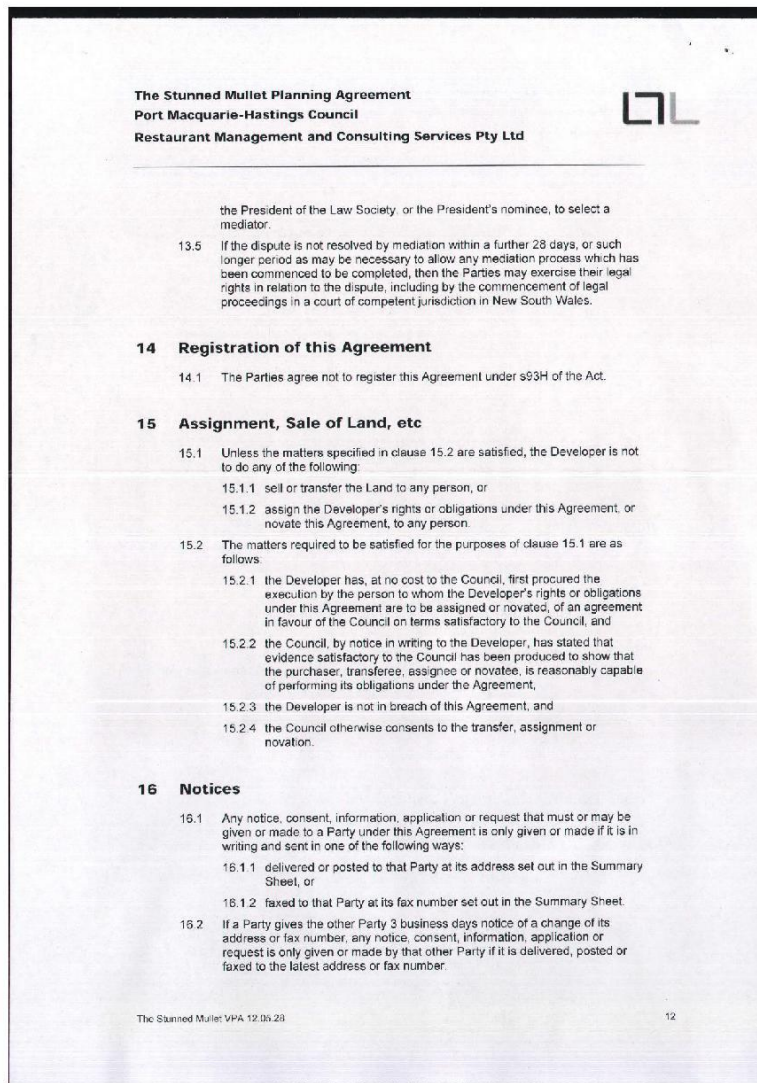 The Stunned Mullet Planning Agreement
Port Macquarie-Hastings Council
Restaurant Management and Consulting Services Pty Ltd
the President of the Law Society, or the President's nominee, to select a
mediator.
13.5 If the dispute is not resolved by mediation within a further 28 days, or such
longer period as may be necessary to allow any mediation process which has
been commenced to be completed, then the Parties may exercise their legal
rights in relation to the dispute, including by the commencement of legal
proceedings in a court of competent jurisdiction in New South Wales.
14 Registration of this Agreement
14.1 The Parties agree not to register this Agreement under s93H of the Act.
15 Assignment, Sale of Land, etc
15.1 Unless the matters specified in clause 15.2 are satisfied, the Developer is not
to do any of the following:
15.1.1 sell or transfer the Land to any person, or
15.1.2 assign the Developer's rights or obligations under this Agreement, or
novate this Agreement, to any person.
15.2 The matters required to be satisfied for the purposes of clause 15.1 are as
follows:
15.2.1 the Developer has, at no cost to the Council, first procured the
execution by the person to whom the Developer's rights or obligations
under this Agreement are to be assigned or novated, of an agreement
in favour of the Council on terms satisfactory to the Council, and
15.2.2 the Council, by notice in writing to the Developer, has stated that
evidence satisfactory to the Council has been produced to show that
the purchaser, transferee, assignee or novatee, is reasonably capable
of performing its obligations under the Agreement,
15.2.3 the Developer is not in breach of this Agreement, and
15.2.4 the Council otherwise consents to the transfer, assignment or
novation.
16 Notices
16.1 Any notice, consent, information, application or request that must or may be
given or made to a Party under this Agreement is only given or made if it is in
writing and sent in one of the following ways:
16.1.1 delivered or posted to that Party at its address set out in the Summary
Sheet, or
16.1.2 faxed to that Party at its fax number set out in the Summary Sheet.
16.2 If a Party gives the other Party 3 business days notice of a change of its
address or fax number, any notice, consent, information, application or
request is only given or made by that other Party if it is delivered, posted or
faxed to the latest address or fax number.
The Stunned Mullet VPA 12.05.28 12